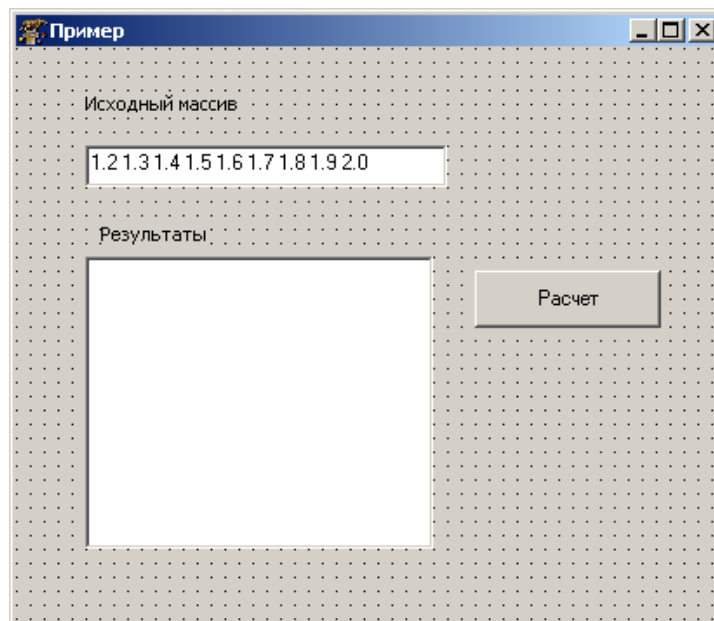 Пример
Исходный массив
1.2 1.3 1.4 1.5 1.6 1.7 1.8 1.9 2.0
Результаты
Расчет